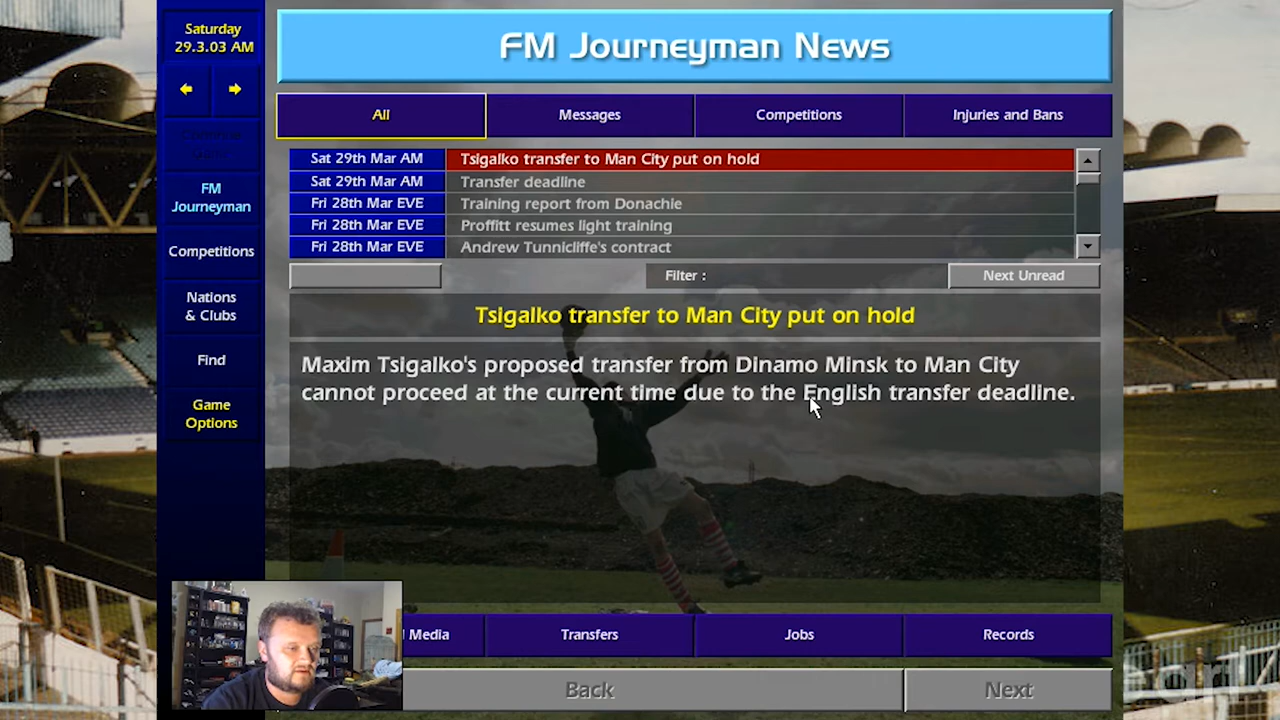 Saturday
29.3.03 AM
FM Journeyman News
All
Messages
Competitions
Injuries and Bans
Sat 29th Mar AM Tsigalko transfer to Man City put on hold
Sat 29th Mar AM Transfer deadline
Fri 28th Mar EVE Training report from Donachie
Fri 28th Mar EVE Proffitt resumes light training
Fri 28th Mar EVE Andrew Tunnicliffe's contract
FM
Journeyman
Competitions
Nations
& Clubs
Find
Game
Options
Filter :
Next Unread
Tsigalko transfer to Man City put on hold
Maxim Tsigalko's proposed transfer from Dinamo Minsk to Man City
cannot proceed at the current time due to the English transfer deadline.
Media
Transfers
Jobs
Records
Back
Next